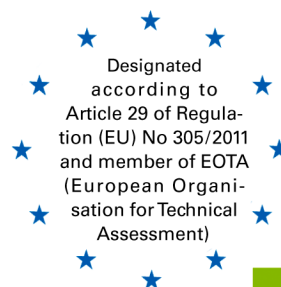 Designated
according to
Article 29 of Regula-
tion (EU) No 305/2011
and member of EOTA
(European Organi-
sation for Technical
Assessment)